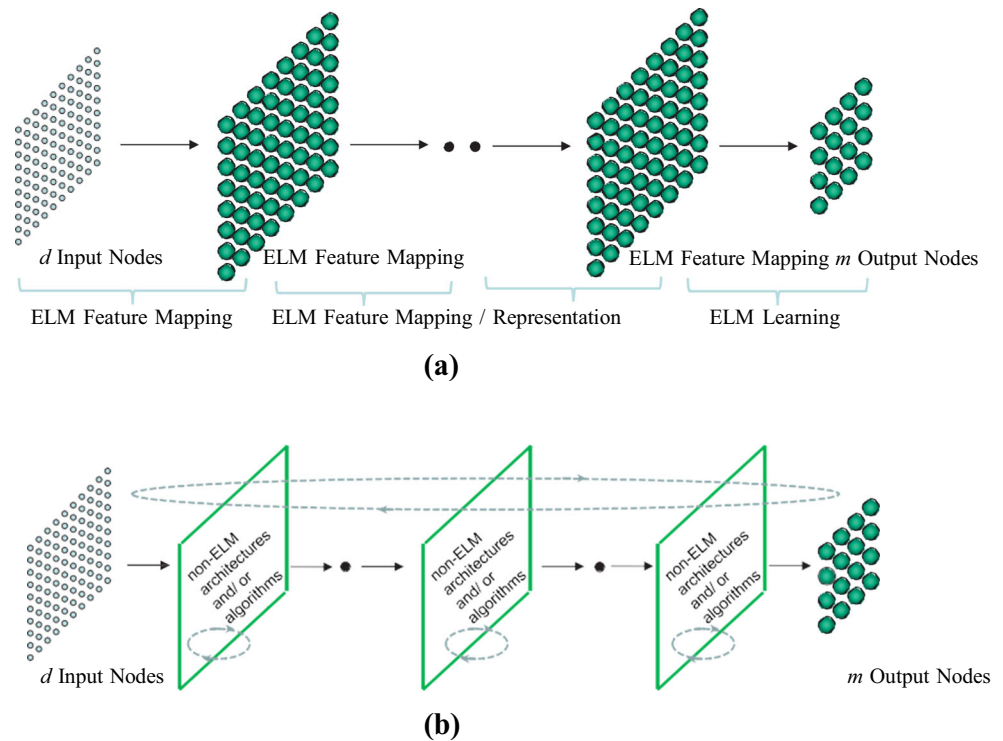 d Input Nodes
ELM Feature Mapping
ELM Feature Mapping
m Output Nodes
ELM Feature Mapping
ELM Feature Mapping / Representation
ELM Learning
(a)
non-ELM
architectures
and/ or
algorithms
non-ELM
architectures
and/ or
algorithms
non-ELM
architectures
and/ or
algorithms
d Input Nodes
m Output Nodes
(b)